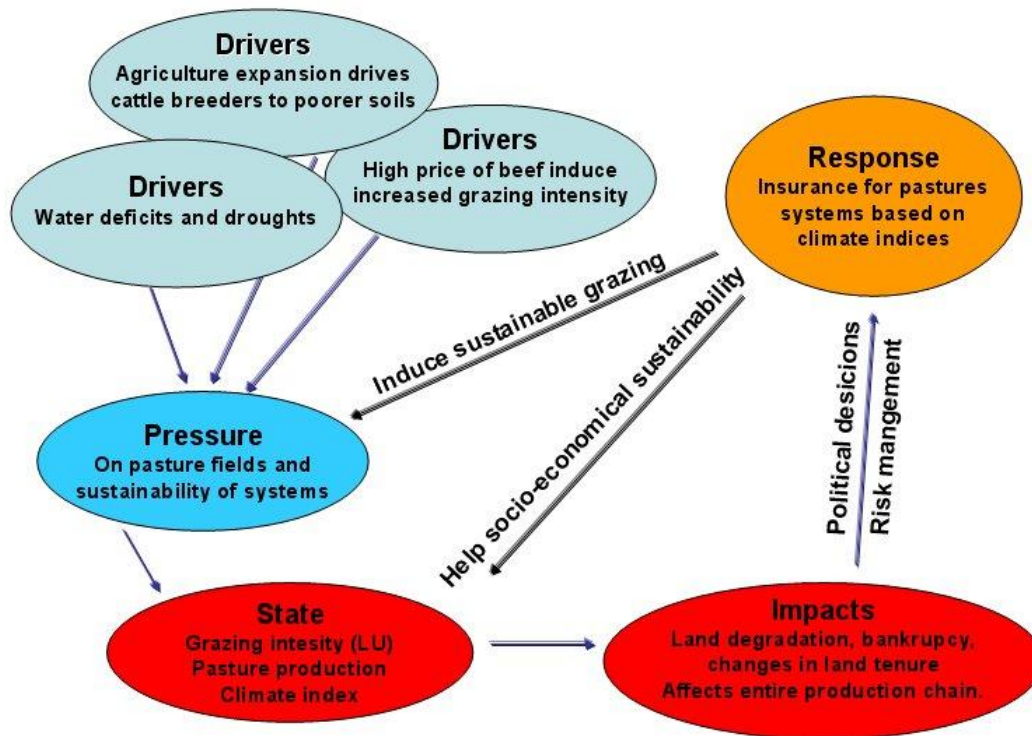 Drivers
Agriculture expansion drives
cattle breeders to poorer soils
Drivers
High price of beef induce
increased grazing intensity
Drivers
Water deficits and droughts
Response
Insurance for pastures
systems based on
climate indices
Induce sustainable grazing
Help socio-economical sustainability
Political desicions
Risk mangement
Pressure
On pasture fields and
sustainability of systems
State
Grazing intesity (LU)
Pasture production
Climate index
Impacts
Land degradation, bankrupcy,
changes in land tenure
Affects entire production chain.